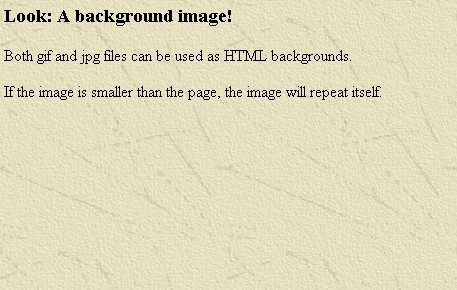 Look: A background image!
Both gif and jpg files can be used as HTML backgrounds.
If the image is smaller than the page, the image will repeat itself.